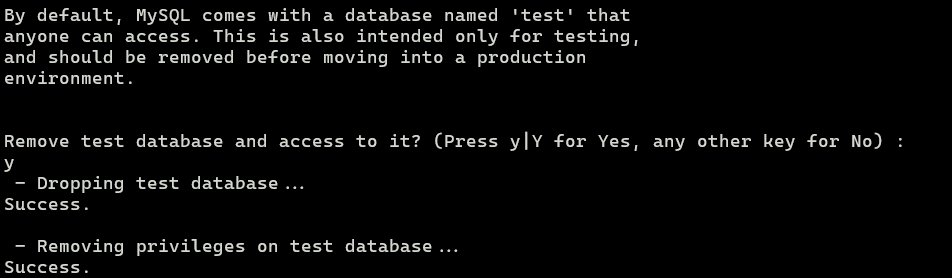 By default, MySQL comes with a database named 'test' that
anyone can access. This is also intended only for testing,
and should be removed before moving into a production
environment.
Remove test database and access to it? (Press y|Y for Yes, any other key for No) :
y
 - Dropping test database...
Success.
 - Removing privileges on test database...
Success.